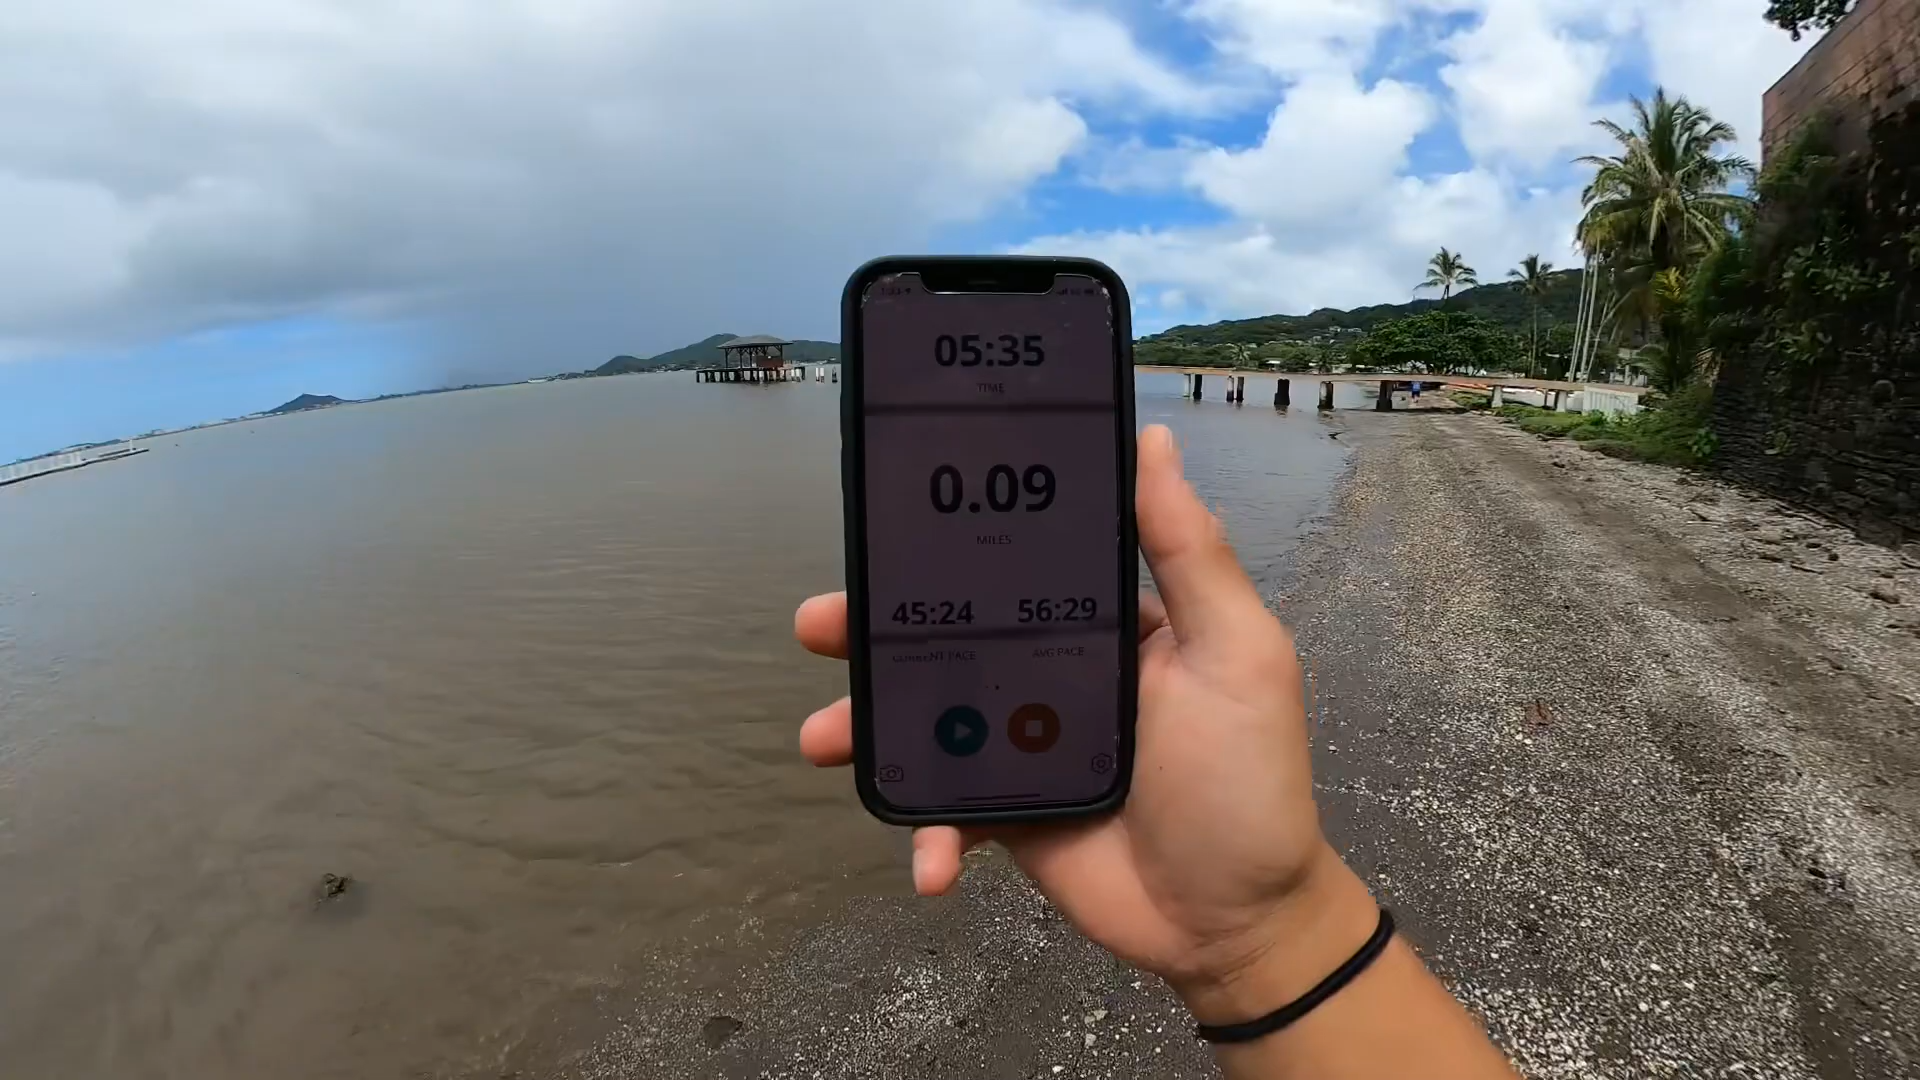 05:35
TIME
0.09
MILES
45:24 56:29
CURRENT PACE AVG PACE